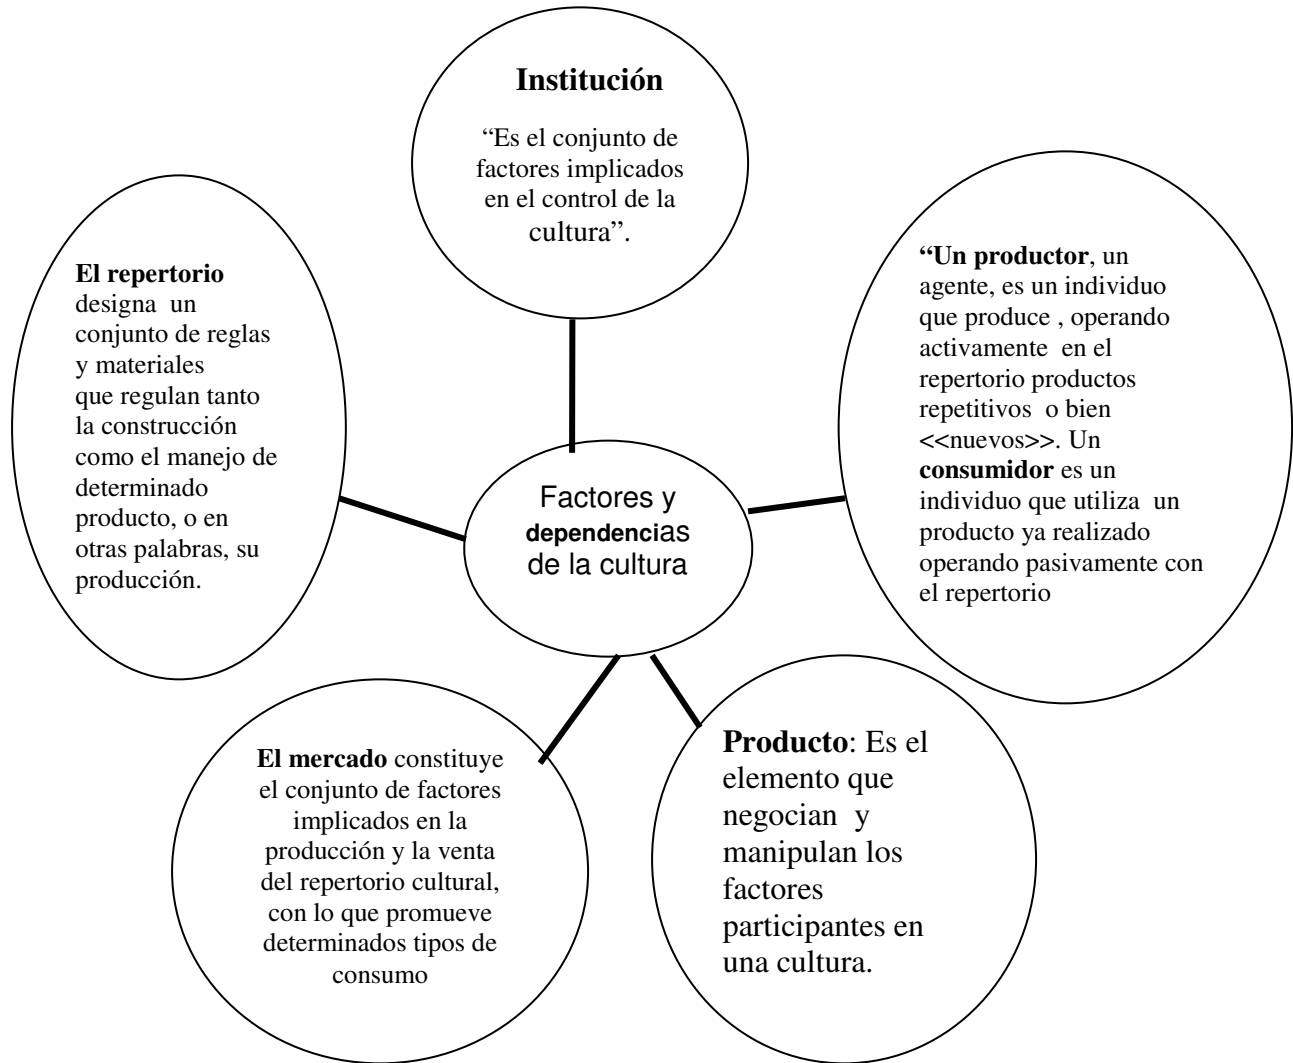 Institución
“Es el conjunto de
factores implicados
en el control de la
cultura”.
El repertorio
designa  un
conjunto de reglas
y materiales
que regulan tanto
la construcción
como el manejo de
determinado
producto, o en
otras palabras, su
producción.
“Un productor, un
agente, es un individuo
que produce , operando
activamente  en el
repertorio productos
repetitivos  o bien
<<nuevos>>. Un
consumidor es un
individuo que utiliza  un
producto ya realizado
operando pasivamente con
el repertorio
Factores y
dependencias
de la cultura
El mercado constituye
el conjunto de factores
implicados en la
producción y la venta
del repertorio cultural,
con lo que promueve
determinados tipos de
consumo
Producto: Es el
elemento que
negocian  y
manipulan los
factores
participantes en
una cultura.